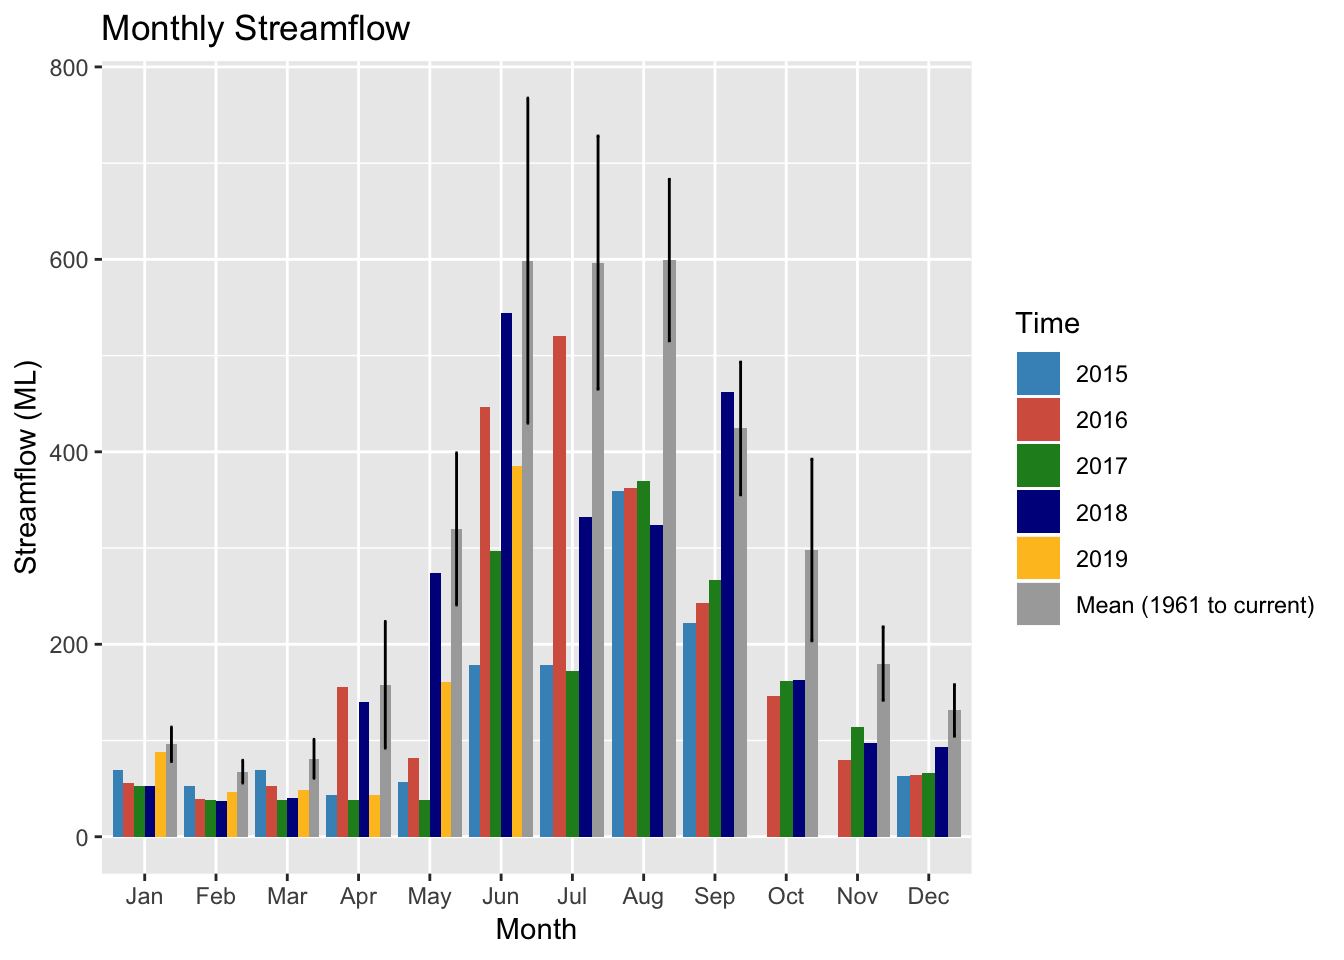 Monthly Streamflow
800
600
400
200
0
Streamflow (ML)
Jan Feb Mar Apr May Jun Jul Aug Sep Oct Nov Dec
Month
Time
2015
2016
2017
2018
2019
Mean (1961 to current)